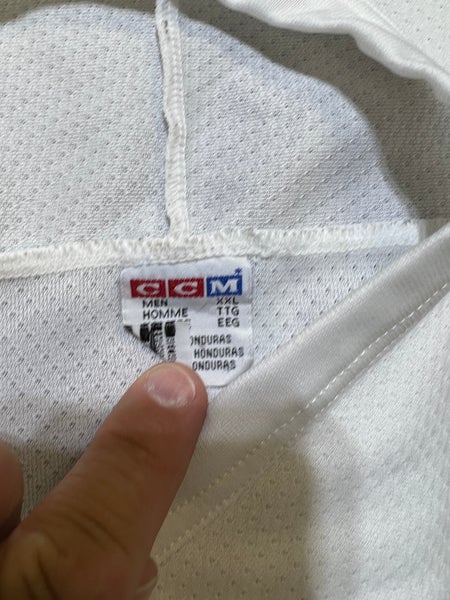 CCM
MEN XXL
HOMME TTG
EEG
ONDURAS
HONDURAS
ONDURAS